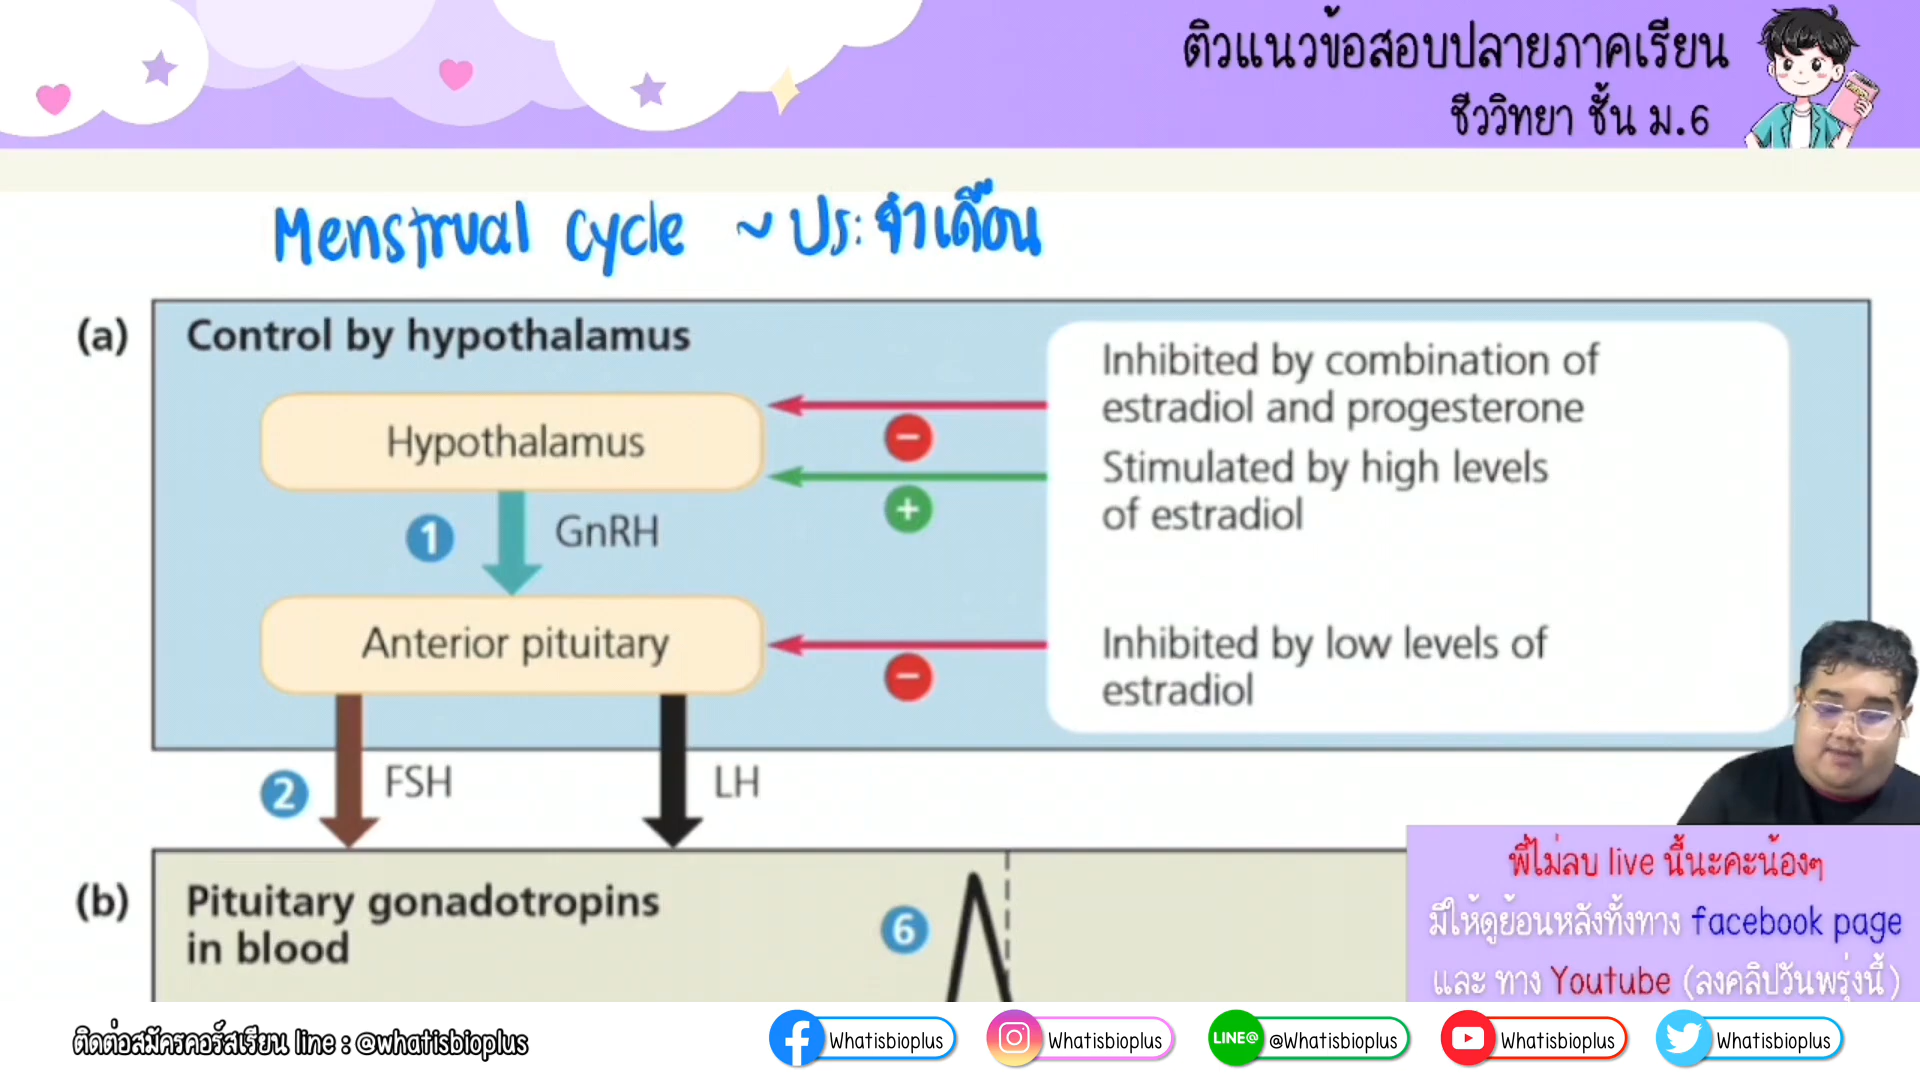 ติวแนวข้อสอบปลายภาคเรียน
ชีววิทยา ชั้น ม.6
Menstrual cycle ~ ประจำเดือน
(a)
Control by hypothalamus
Inhibited by combination of
estradiol and progesterone
Hypothalamus
−
Stimulated by high levels
of estradiol
+
1
GnRH
Anterior pituitary
Inhibited by low levels of
estradiol
−
2
FSH
LH
(b)
Pituitary gonadotropins
in blood
6
พี่ไม่ลบ live นี้นะคะน้องๆ
มีให้ดูย้อนหลังทั้งทาง facebook page
และ ทาง Youtube (ลงคลิปวันพรุ่งนี้)
ติดต่อสมัครคอร์สเรียน line : @whatisbioplus
Whatisbioplus
Whatisbioplus
LINE@ @Whatisbioplus
Whatisbioplus
Whatisbioplus